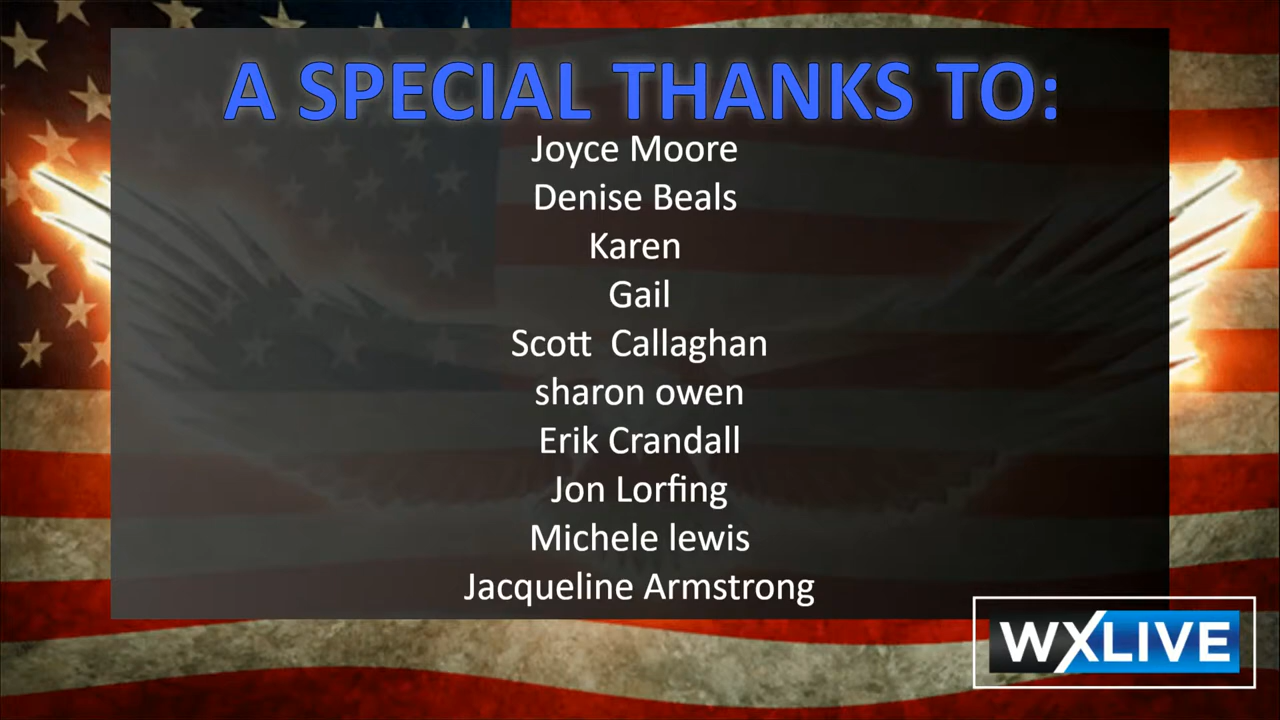 A SPECIAL THANKS TO:
Joyce Moore
Denise Beals
Karen
Gail
Scott  Callaghan
sharon owen
Erik Crandall
Jon Lorfing
Michele lewis
Jacqueline Armstrong
WXLIVE